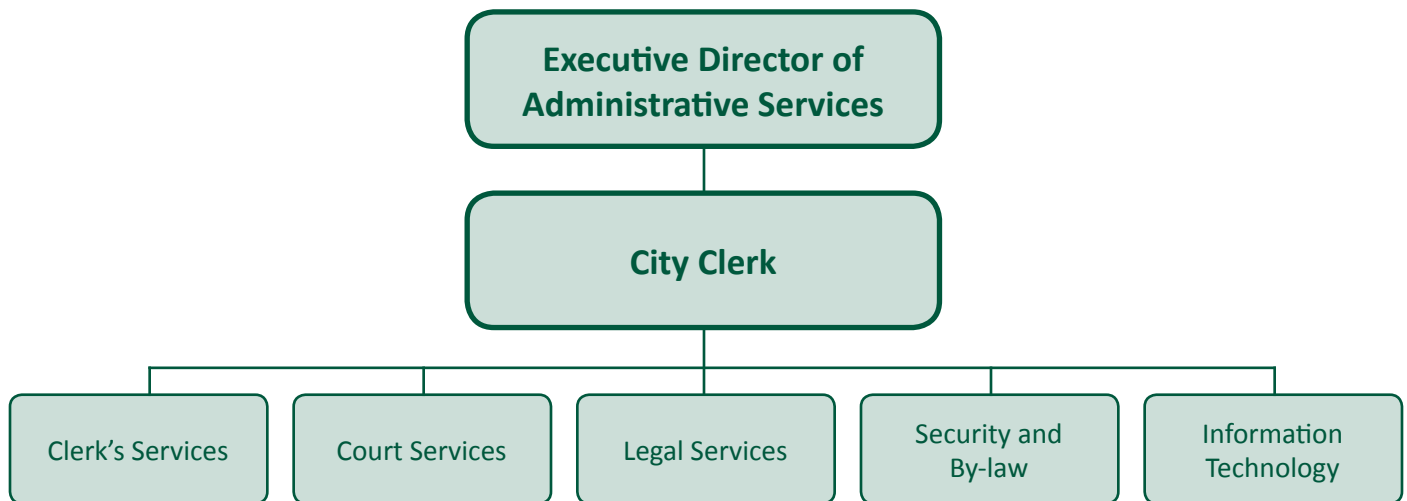 Executive Director of
Administrative Services
City Clerk
Clerk’s Services
Court Services
Legal Services
Security and
By-law
Information
Technology